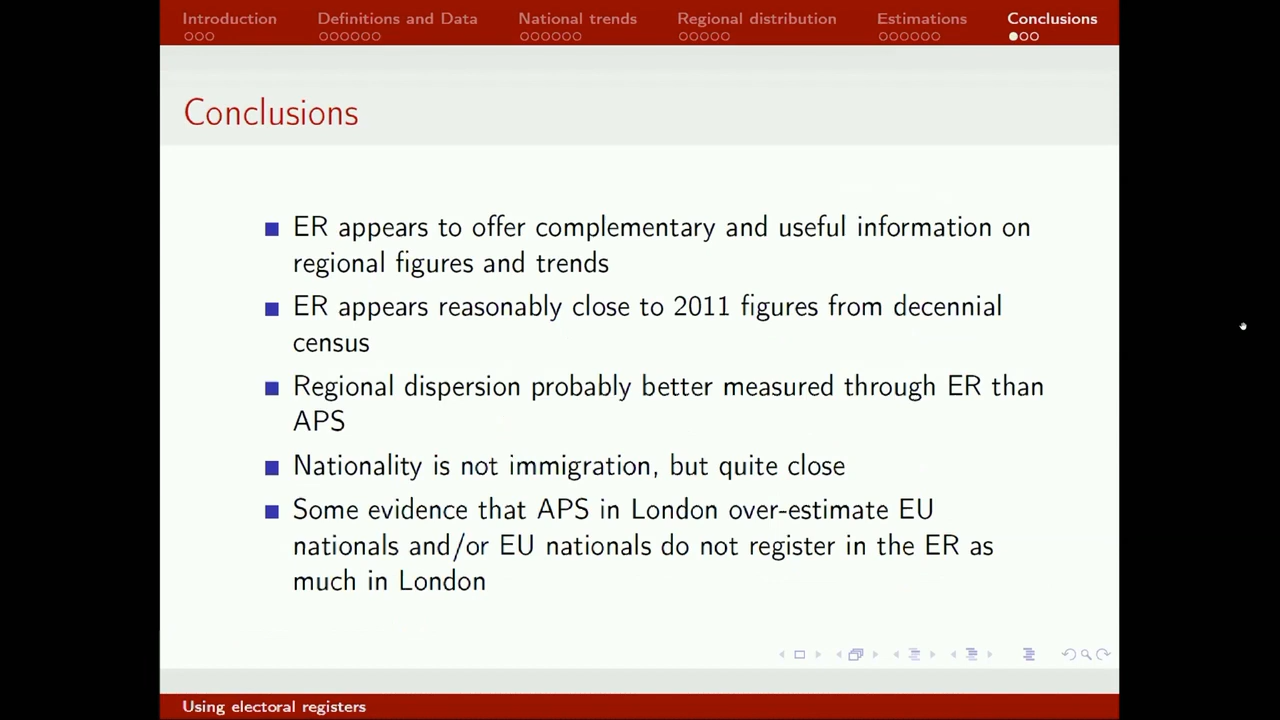 Introduction Definitions and Data National trends Regional distribution Estimations Conclusions
Conclusions
ER appears to offer complementary and useful information on
regional figures and trends
ER appears reasonably close to 2011 figures from decennial
census
Regional dispersion probably better measured through ER than
APS
Nationality is not immigration, but quite close
Some evidence that APS in London over-estimate EU
nationals and/or EU nationals do not register in the ER as
much in London
Using electoral registers